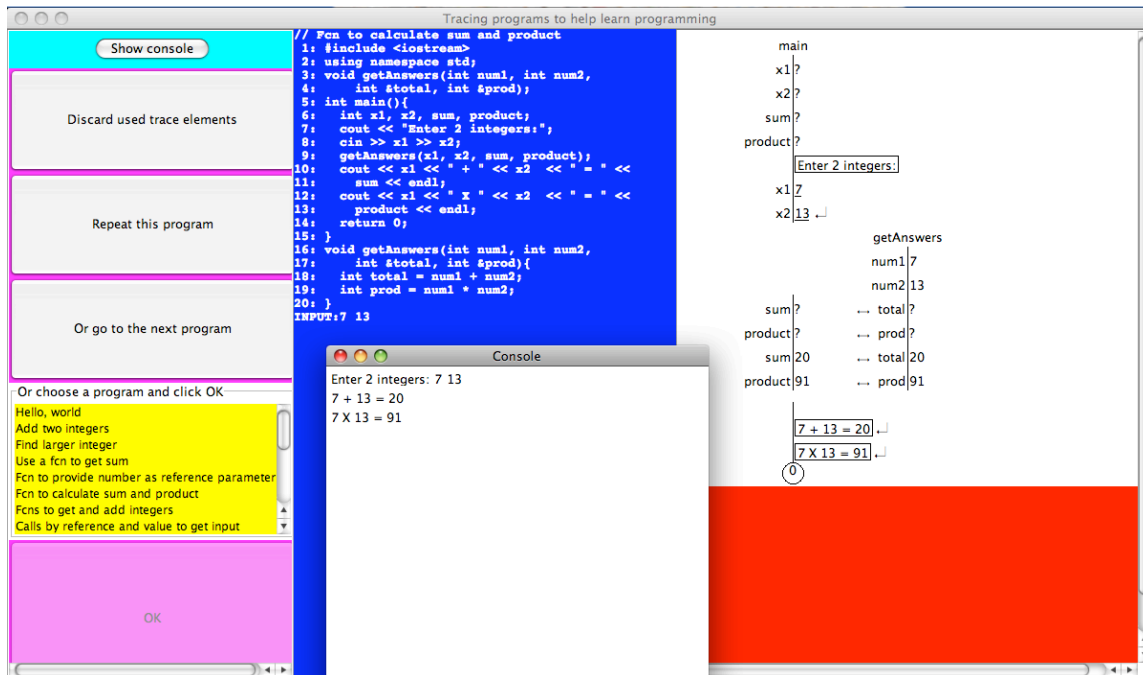 Tracing programs to help learn programming
Show console
Discard used trace elements
Repeat this program
Or go to the next program
Or choose a program and click OK
Hello, world
Add two integers
Find larger integer
Use a fcn to get sum
Fcn to provide number as reference parameter
Fcn to calculate sum and product
Fcns to get and add integers
Calls by reference and value to get input
OK
// Fcn to calculate sum and product
1: #include <iostream>
2: using namespace std;
3: void getAnswers(int num1, int num2,
4:     int &total, int &prod);
5: int main(){
6:   int x1, x2, sum, product;
7:   cout << "Enter 2 integers:";
8:   cin >> x1 >> x2;
9:   getAnswers(x1, x2, sum, product);
10:   cout << x1 << " + " << x2  << " = " <<
11:     sum << endl;
12:   cout << x1 << " X " << x2  << " = " <<
13:     product << endl;
14:   return 0;
15: }
16: void getAnswers(int num1, int num2,
17:     int &total, int &prod){
18:   int total = num1 + num2;
19:   int prod = num1 * num2;
20: }
INPUT:7 13
Console
Enter 2 integers: 7 13
7 + 13 = 20
7 X 13 = 91
main
x1 ?
x2 ?
sum ?
product ?
Enter 2 integers:
x1 7
x2 13 ↵
getAnswers
num1 7
num2 13
sum ? ↔ total ?
product ? ↔ prod ?
sum 20 ↔ total 20
product 91 ↔ prod 91
7 + 13 = 20 ↵
7 X 13 = 91 ↵
0